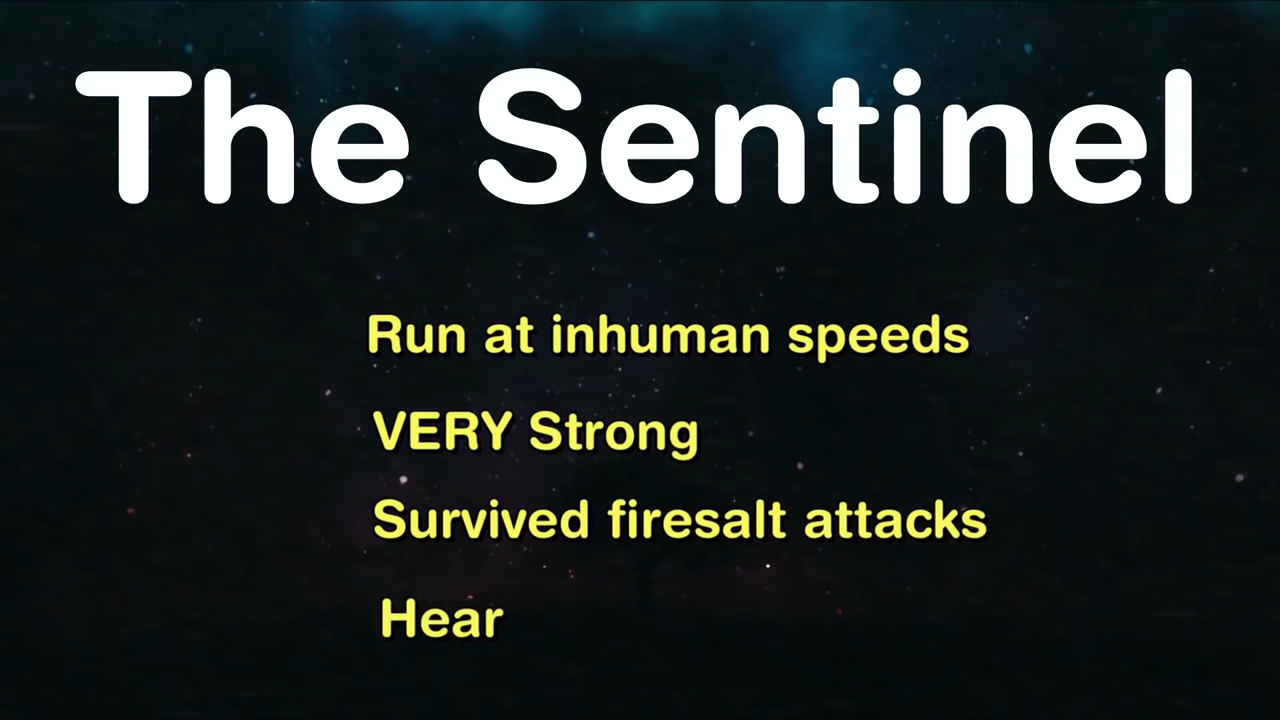 The Sentinel
Run at inhuman speeds
VERY Strong
Survived firesalt attacks
Hear